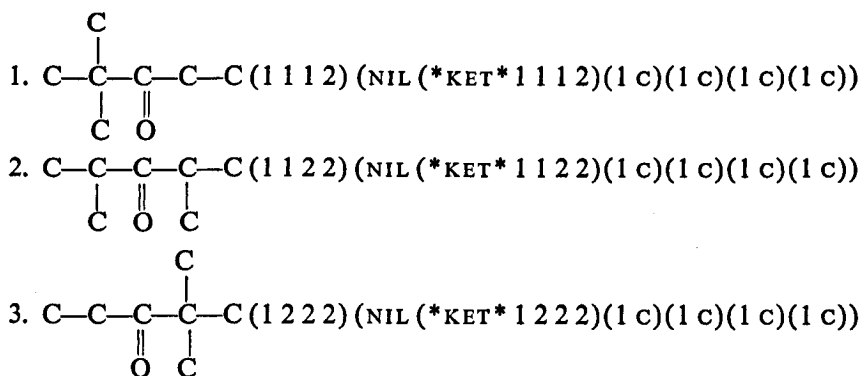 C
1. C–C–C–C–C (1 1 1 2) (NIL (*KET* 1 1 1 2)(1 C)(1 C)(1 C)(1 C))
C O
2. C–C–C–C–C (1 1 2 2) (NIL (*KET* 1 1 2 2)(1 C)(1 C)(1 C)(1 C))
C O C
C
3. C–C–C–C–C (1 2 2 2) (NIL (*KET* 1 2 2 2)(1 C)(1 C)(1 C)(1 C))
O C